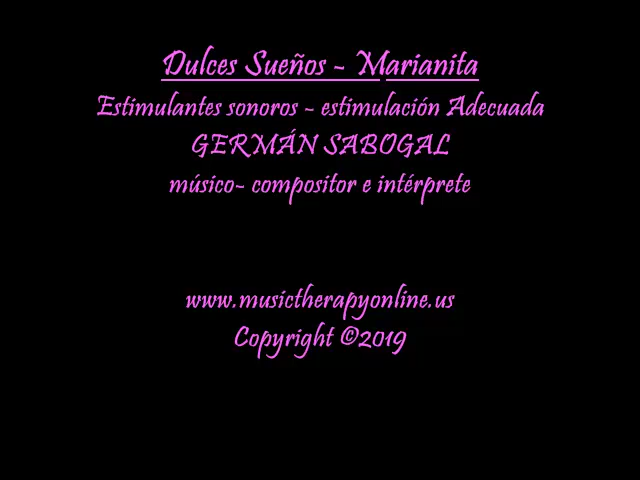 Dulces Sueños - Marianita
Estimulantes sonoros - estimulación Adecuada
GERMÁN SABOGAL
músico- compositor e intérprete
www.musictherapyonline.us
Copyright ©2019